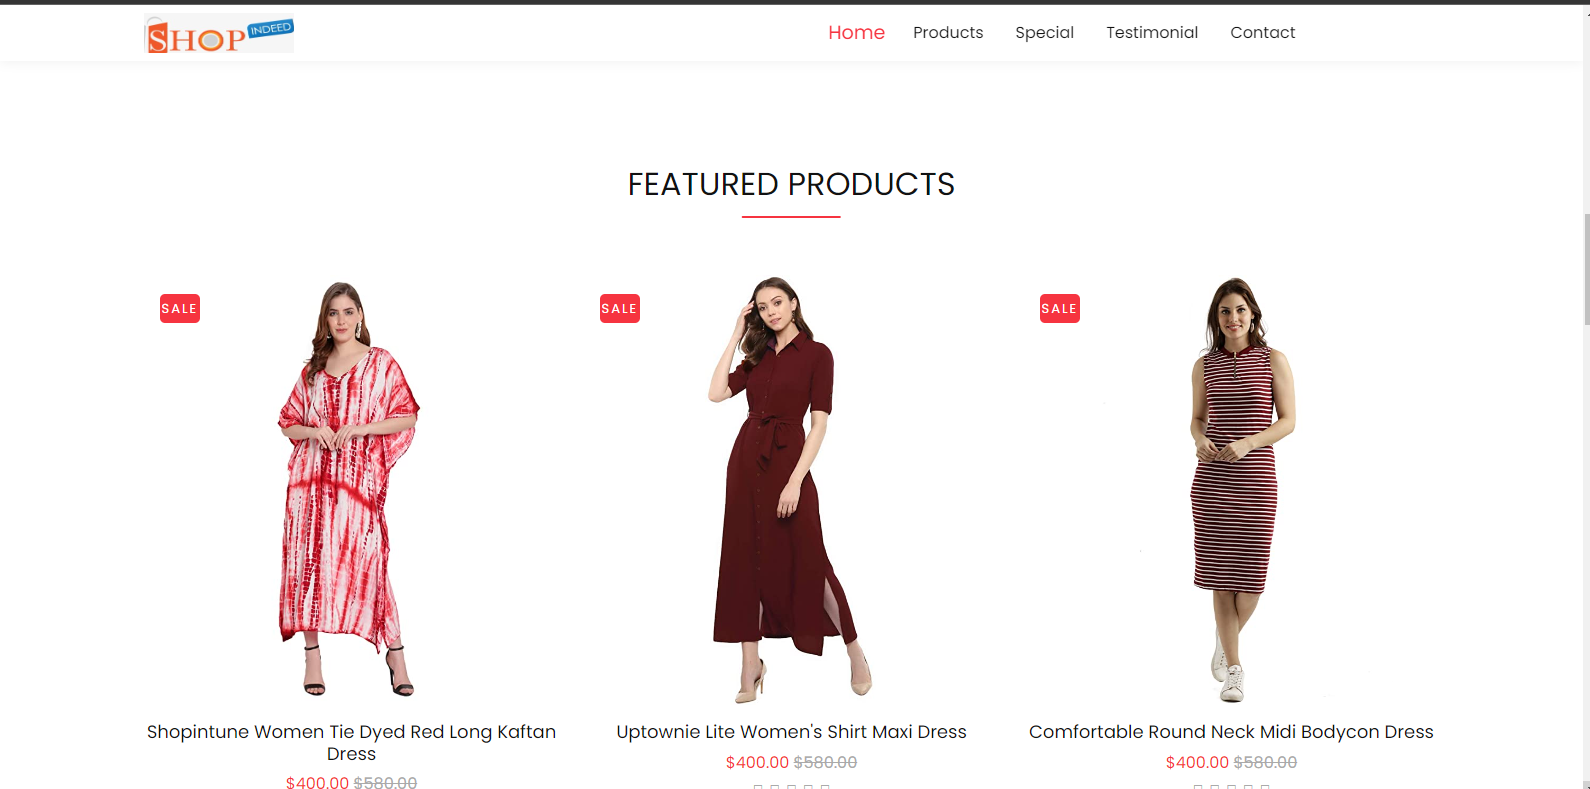 SHOP INDEED
Home Products Special Testimonial Contact
FEATURED PRODUCTS
SALE SALE SALE
Shopintune Women Tie Dyed Red Long Kaftan
Dress
$400.00 $580.00
Uptownie Lite Women's Shirt Maxi Dress
$400.00 $580.00
Comfortable Round Neck Midi Bodycon Dress
$400.00 $580.00